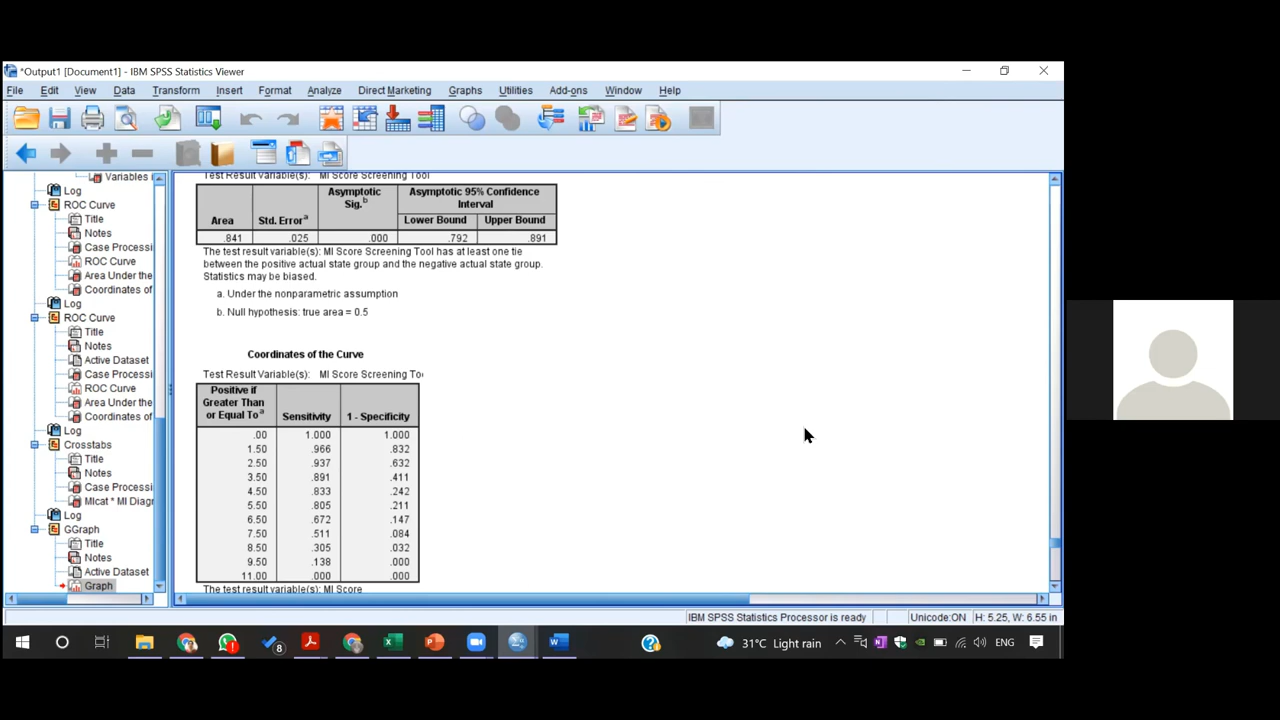 *Output1 [Document1] - IBM SPSS Statistics Viewer
File Edit View Data Transform Insert Format Analyze Direct Marketing Graphs Utilities Add-ons Window Help
Variables i
Log
ROC Curve
Title
Notes
Case Processi
ROC Curve
Area Under the
Coordinates of
Log
ROC Curve
Title
Notes
Active Dataset
Case Processi
ROC Curve
Area Under the
Coordinates of
Log
Crosstabs
Title
Notes
Case Processi
MIcat * MI Diagr
Log
GGraph
Title
Notes
Active Dataset
Graph
Test Result Variable(s): MI Score Screening Tool
Area Std. Error a Asymptotic Sig. b Asymptotic 95% Confidence Interval
Lower Bound Upper Bound
.841 .025 .000 .792 .891
The test result variable(s): MI Score Screening Tool has at least one tie
between the positive actual state group and the negative actual state group.
Statistics may be biased.
a. Under the nonparametric assumption
b. Null hypothesis: true area = 0.5
Coordinates of the Curve
Test Result Variable(s): MI Score Screening Too
Positive if
Greater Than
or Equal To a Sensitivity 1 - Specificity
.00 1.000 1.000
1.50 .966 .832
2.50 .937 .632
3.50 .891 .411
4.50 .833 .242
5.50 .805 .211
6.50 .672 .147
7.50 .511 .084
8.50 .305 .032
9.50 .138 .000
11.00 .000 .000
The test result variable(s): MI Score
IBM SPSS Statistics Processor is ready Unicode:ON H: 5.25, W: 6.55 in
8 31°C Light rain ENG